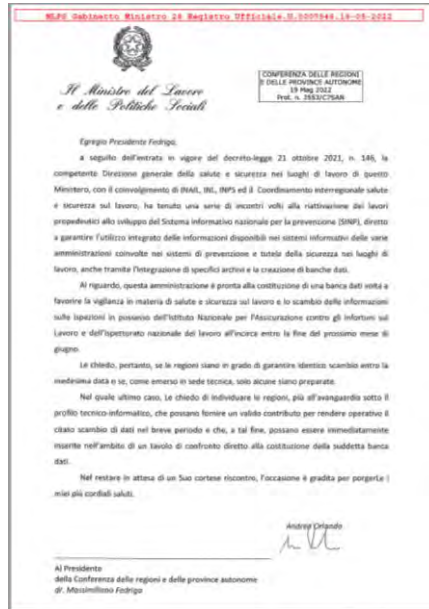 MLPS Gabinetto Ministro 28 Registro Ufficiale.U.0005949.19-05-2022
Il Ministro del Lavoro
e delle Politiche Sociali
CONFERENZA DELLE REGIONI
E DELLE PROVINCE AUTONOME
19 Mag 2022
Prot. n.
Egregio Presidente Fedriga,
a seguito dell'entrata in vigore del decreto-legge 21 ottobre 2021, n. 146, la
competente Direzione generale della salute e sicurezza nei luoghi di lavoro di questo
Ministero, con il coinvolgimento di INAIL, INL, INPS ed il Coordinamento interregionale salute
e sicurezza sul lavoro, ha tenuto una serie di incontri volti alla riattivazione dei lavori
propedeutici allo sviluppo del Sistema informativo nazionale per la prevenzione (SINP), diretto
a garantire l'utilizzo integrato delle informazioni disponibili nei sistemi informativi delle varie
amministrazioni coinvolte nei sistemi di prevenzione e tutela della sicurezza nei luoghi di
lavoro, anche tramite l'integrazione di specifici archivi e la creazione di banche dati.
Al riguardo, questa amministrazione è pronta alla costituzione di una banca dati volta a
favorire la vigilanza in materia di salute e sicurezza sul lavoro e lo scambio delle informazioni
sulle ispezioni in possesso dell'Istituto Nazionale per l'Assicurazione contro gli infortuni sul
Lavoro e dell'Ispettorato nazionale del lavoro all'incirca entro la fine del prossimo mese di
giugno.
Le chiedo, pertanto, se le regioni siano in grado di garantire identico scambio entro la
medesima data o se, come emerso in sede tecnica, solo alcune siano preparate.
Nel quale ultimo caso, Le chiedo di individuare le regioni, più all'avanguardia sotto il
profilo tecnico-informatico, che possano fornire un valido contributo per rendere operativo il
citato scambio di dati nel breve periodo e che, a tal fine, possano essere immediatamente
inserite nell'ambito di un tavolo di confronto diretto alla costituzione della suddetta banca
dati.
Nel restare in attesa di un Suo cortese riscontro, l'occasione è gradita per porgerLe i
miei più cordiali saluti.
Andrea Orlando
Al Presidente
della Conferenza delle regioni e delle province autonome
dr. Massimiliano Fedriga